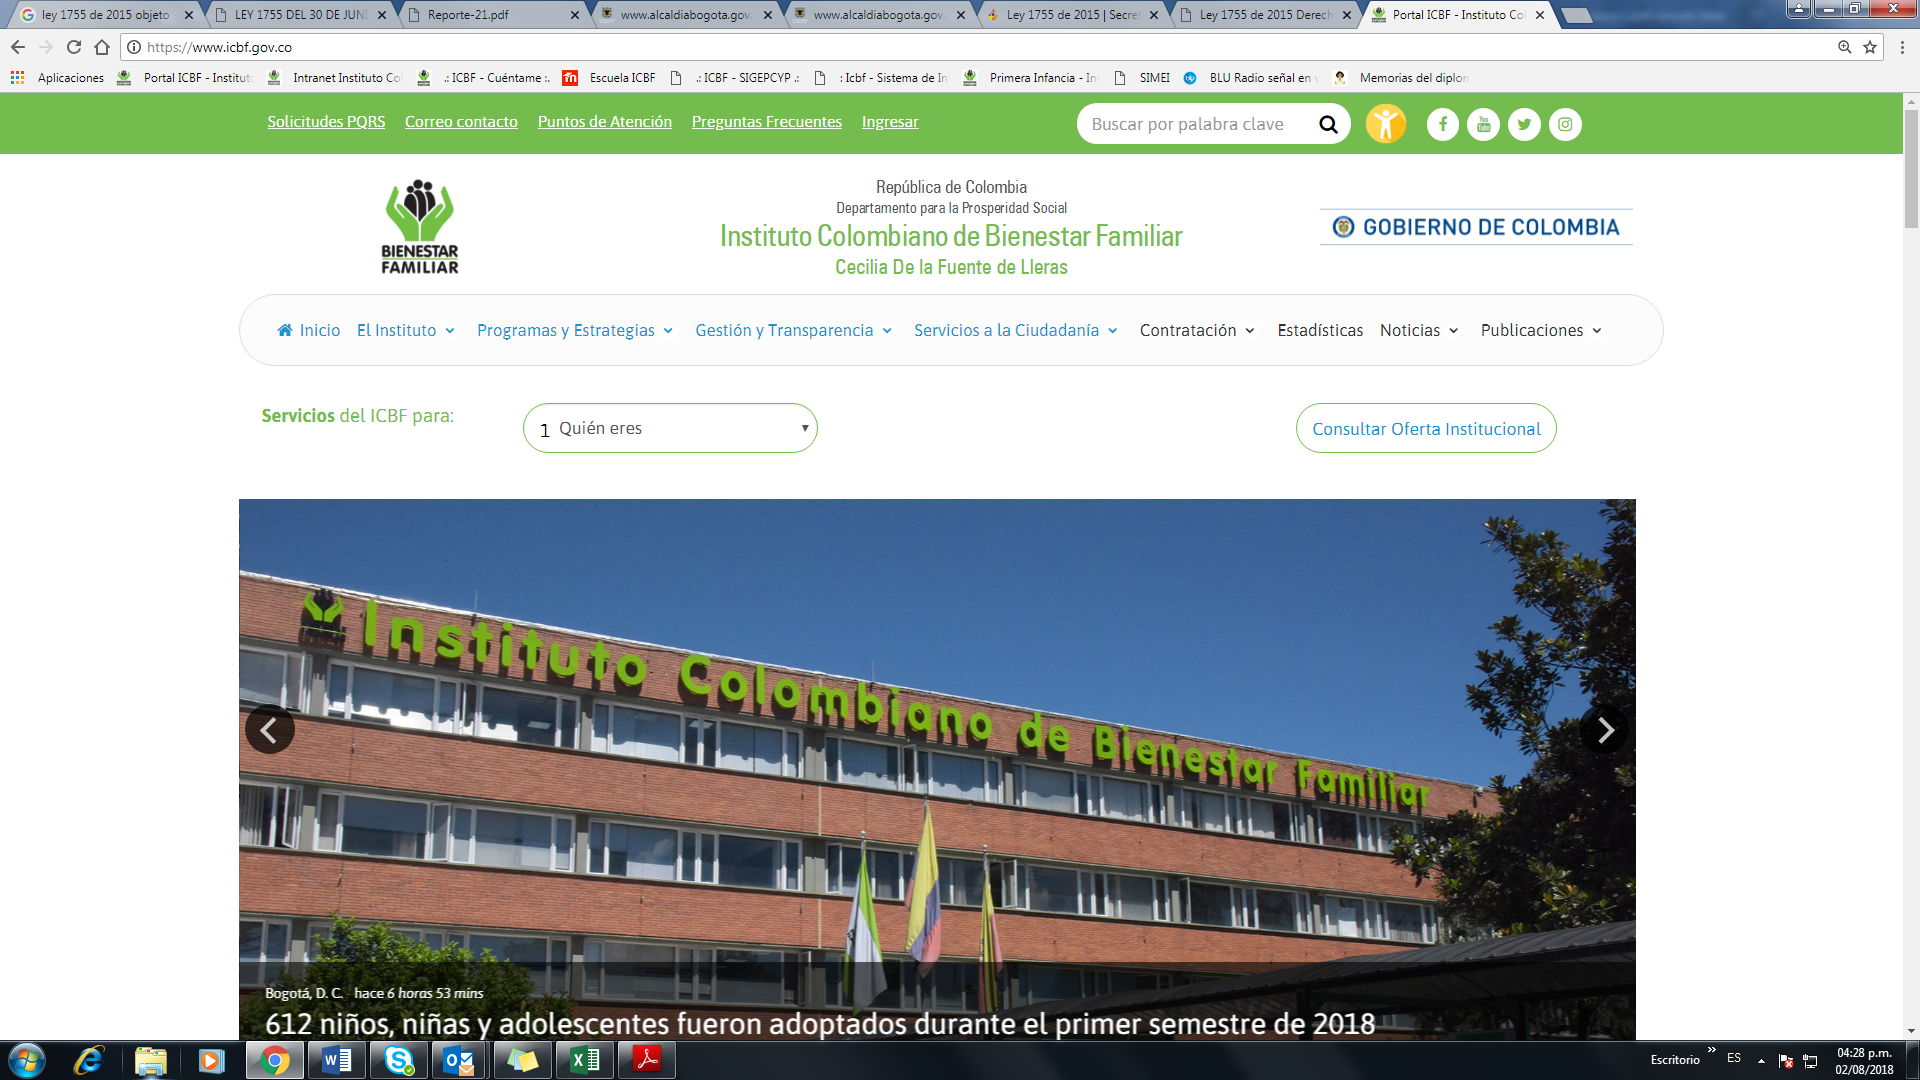 ley 1755 de 2015 objeto
LEY 1755 DEL 30 DE JUNI
Reporte-21.pdf
www.alcaldiabogota.gov.
www.alcaldiabogota.gov.
Ley 1755 de 2015 | Secret
Ley 1755 de 2015 Derech
Portal ICBF - Instituto Co
https://www.icbf.gov.co
Aplicaciones
Portal ICBF - Institut
Intranet Instituto Co
.: ICBF - Cuéntame :.
Escuela ICBF
.: ICBF - SIGEPCYP .:
: Icbf - Sistema de In
Primera Infancia - In
SIMEI
BLU Radio señal en v
Memorias del diplon
Solicitudes PQRS Correo contacto Puntos de Atención Preguntas Frecuentes Ingresar
Buscar por palabra clave
You Tube
BIENESTAR
FAMILIAR
República de Colombia
Departamento para la Prosperidad Social
Instituto Colombiano de Bienestar Familiar
Cecilia De la Fuente de Lleras
GOBIERNO DE COLOMBIA
Inicio El Instituto Programas y Estrategias Gestión y Transparencia Servicios a la Ciudadanía Contratación Estadísticas Noticias Publicaciones
Servicios del ICBF para:
1 Quién eres
Consultar Oferta Institucional
Instituto Colombiano de Bienestar Familiar
Bogotá, D. C. - hace 6 horas 53 mins
612 niños, niñas y adolescentes fueron adoptados durante el primer semestre de 2018
Escritorio
ES
04:28 p.m.
02/08/2018